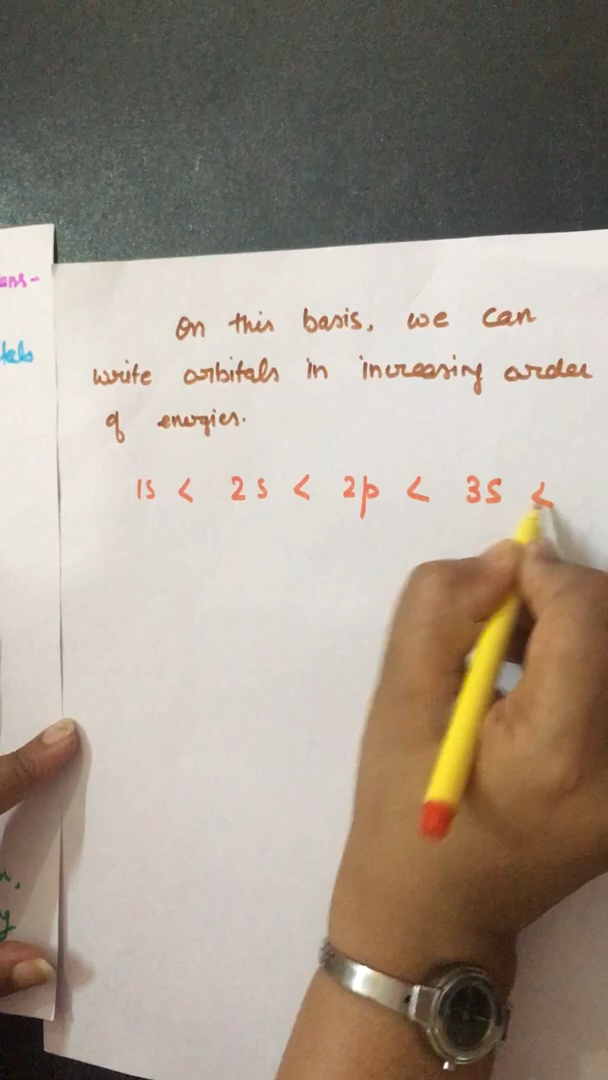 On this basis, we can
write orbitals in increasing order
of energies.
1s < 2s < 2p < 3s <